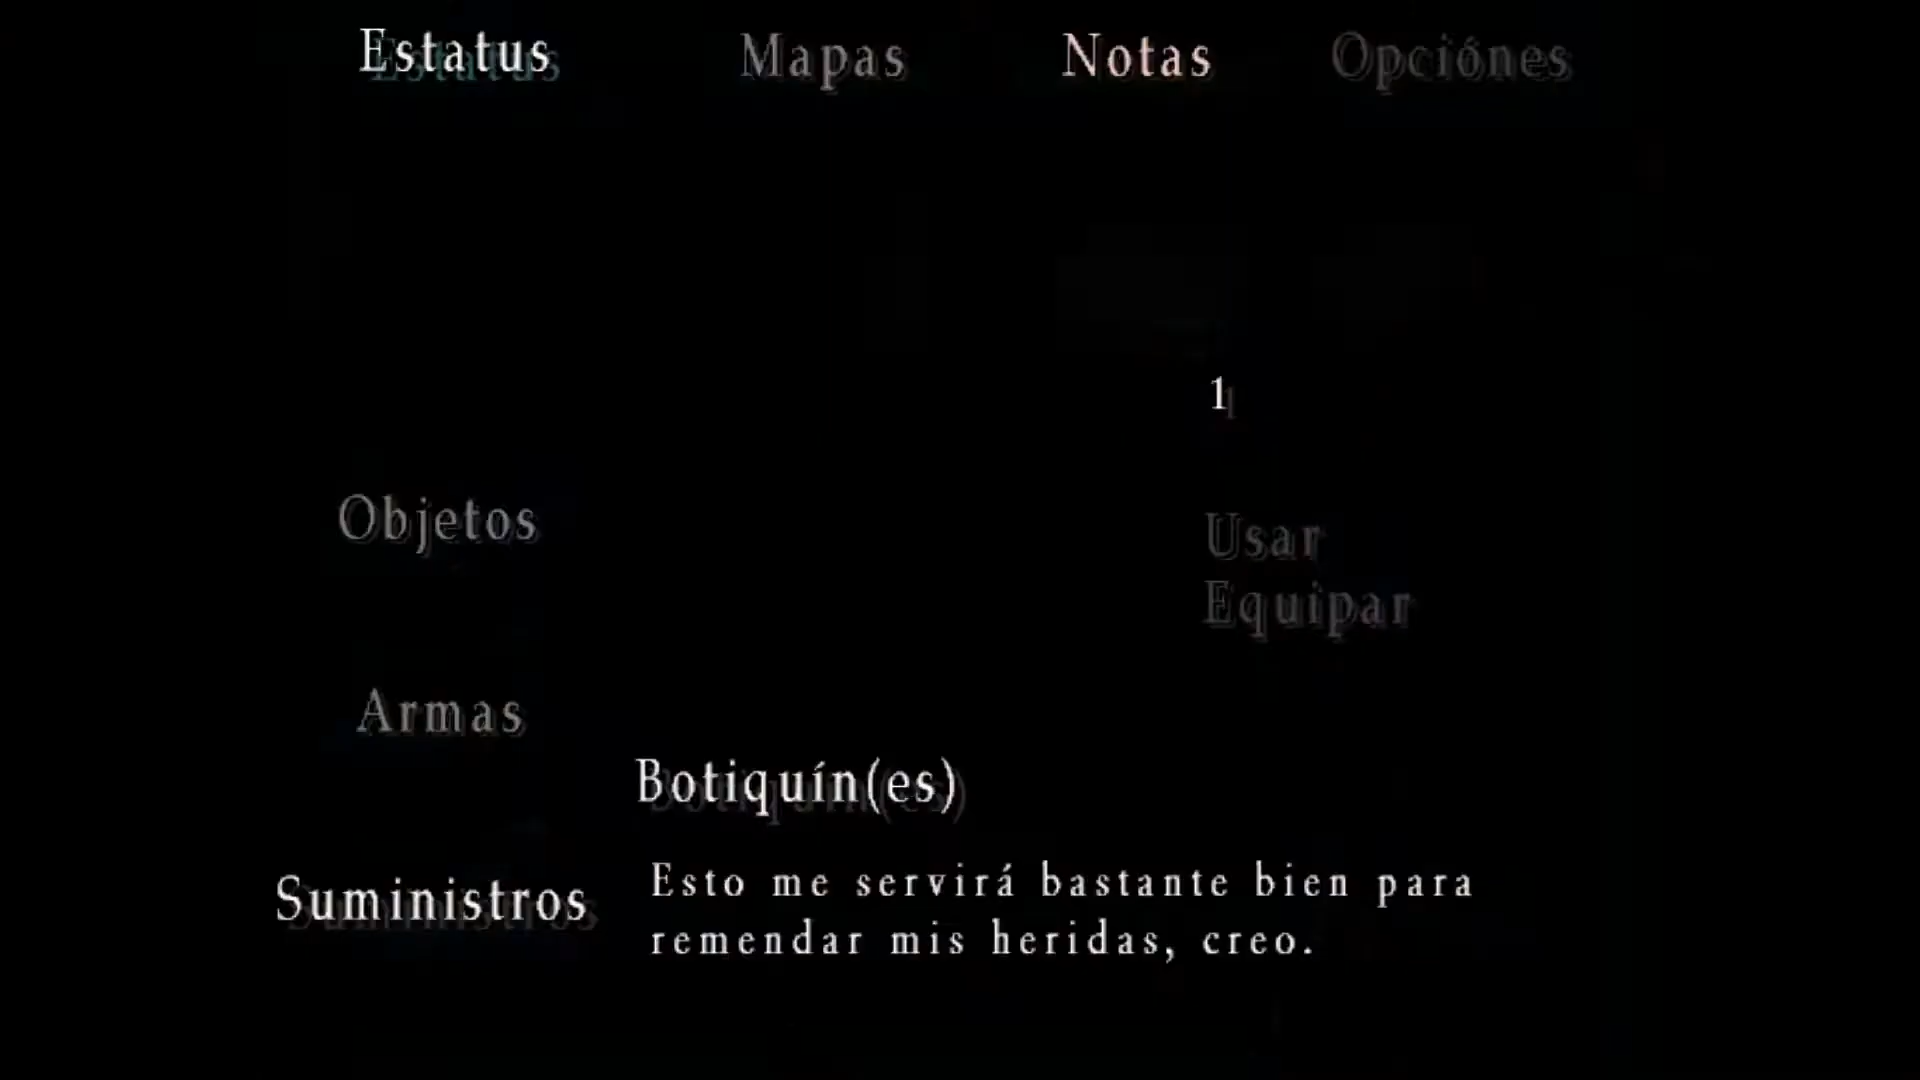 Estatus Mapas Notas Opciónes
1
Objetos
Usar
Equipar
Armas
Botiquín(es)
Suministros
Esto me servirá bastante bien para
remendar mis heridas, creo.